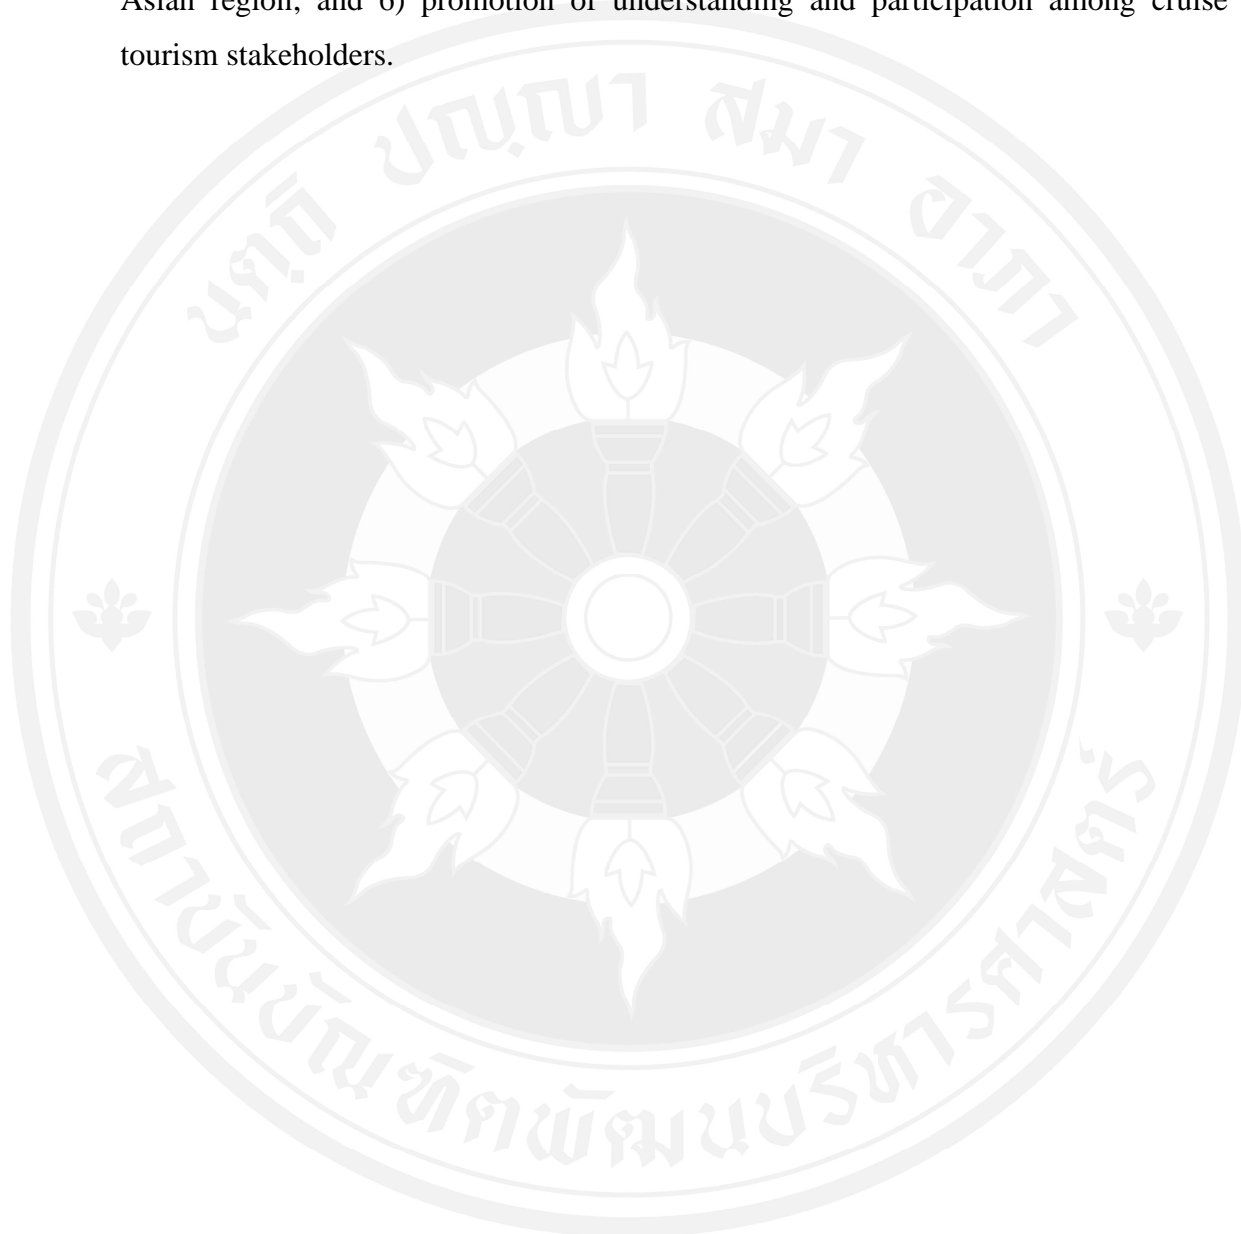 Asian region, and 6) promotion of understanding and participation among cruise
tourism stakeholders.
นตฺถิ ปญฺญา สมา อาภา
สถาบันบัณฑิตพัฒนบริหารศาสตร์